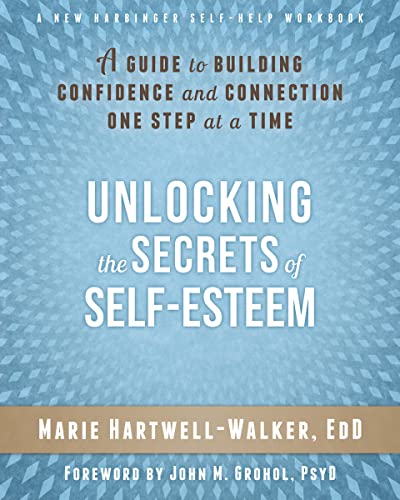 A NEW HARBINGER SELF-HELP WORKBOOK
A GUIDE to BUILDING
CONFIDENCE and CONNECTION
ONE STEP at a TIME
UNLOCKING
the SECRETS of
SELF-ESTEEM
MARIE HARTWELL-WALKER, EDD
FOREWORD BY JOHN M. GROHOL, PSYD